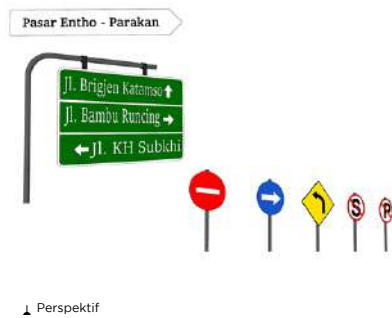 Pasar Entho - Parakan
Jl. Brigjen Katamso
Jl. Bambu Runcing
Jl. KH Subkhi
S
P
Perspektif